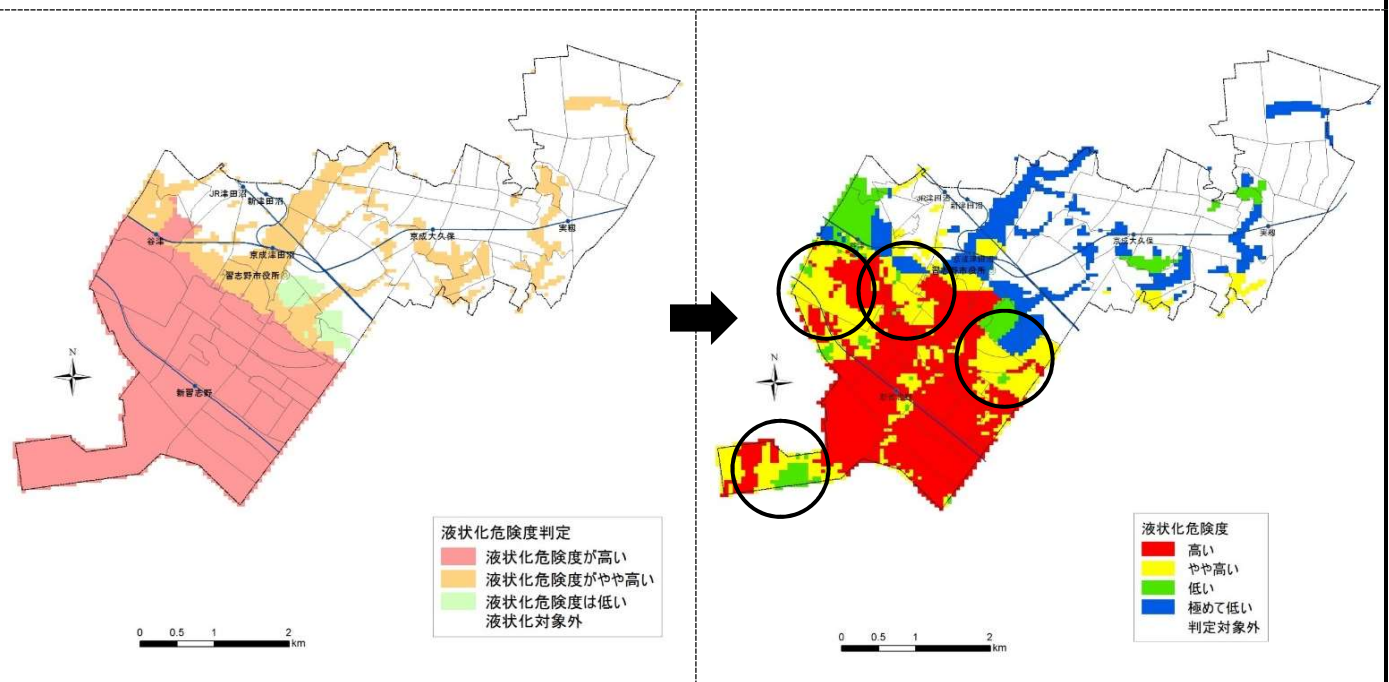 JR津田沼
新津田沼
谷津
京成津田沼
習志野市役所
京成大久保
実籾
新習志野
N
液状化危険度判定
液状化危険度が高い
液状化危険度がやや高い
液状化危険度は低い
液状化対象外
0 0.5 1 2
km
JR津田沼
新津田沼
京成津田沼
習志野市役所
京成大久保
実籾
N
液状化危険度
高い
やや高い
低い
極めて低い
判定対象外
0 0.5 1 2
km